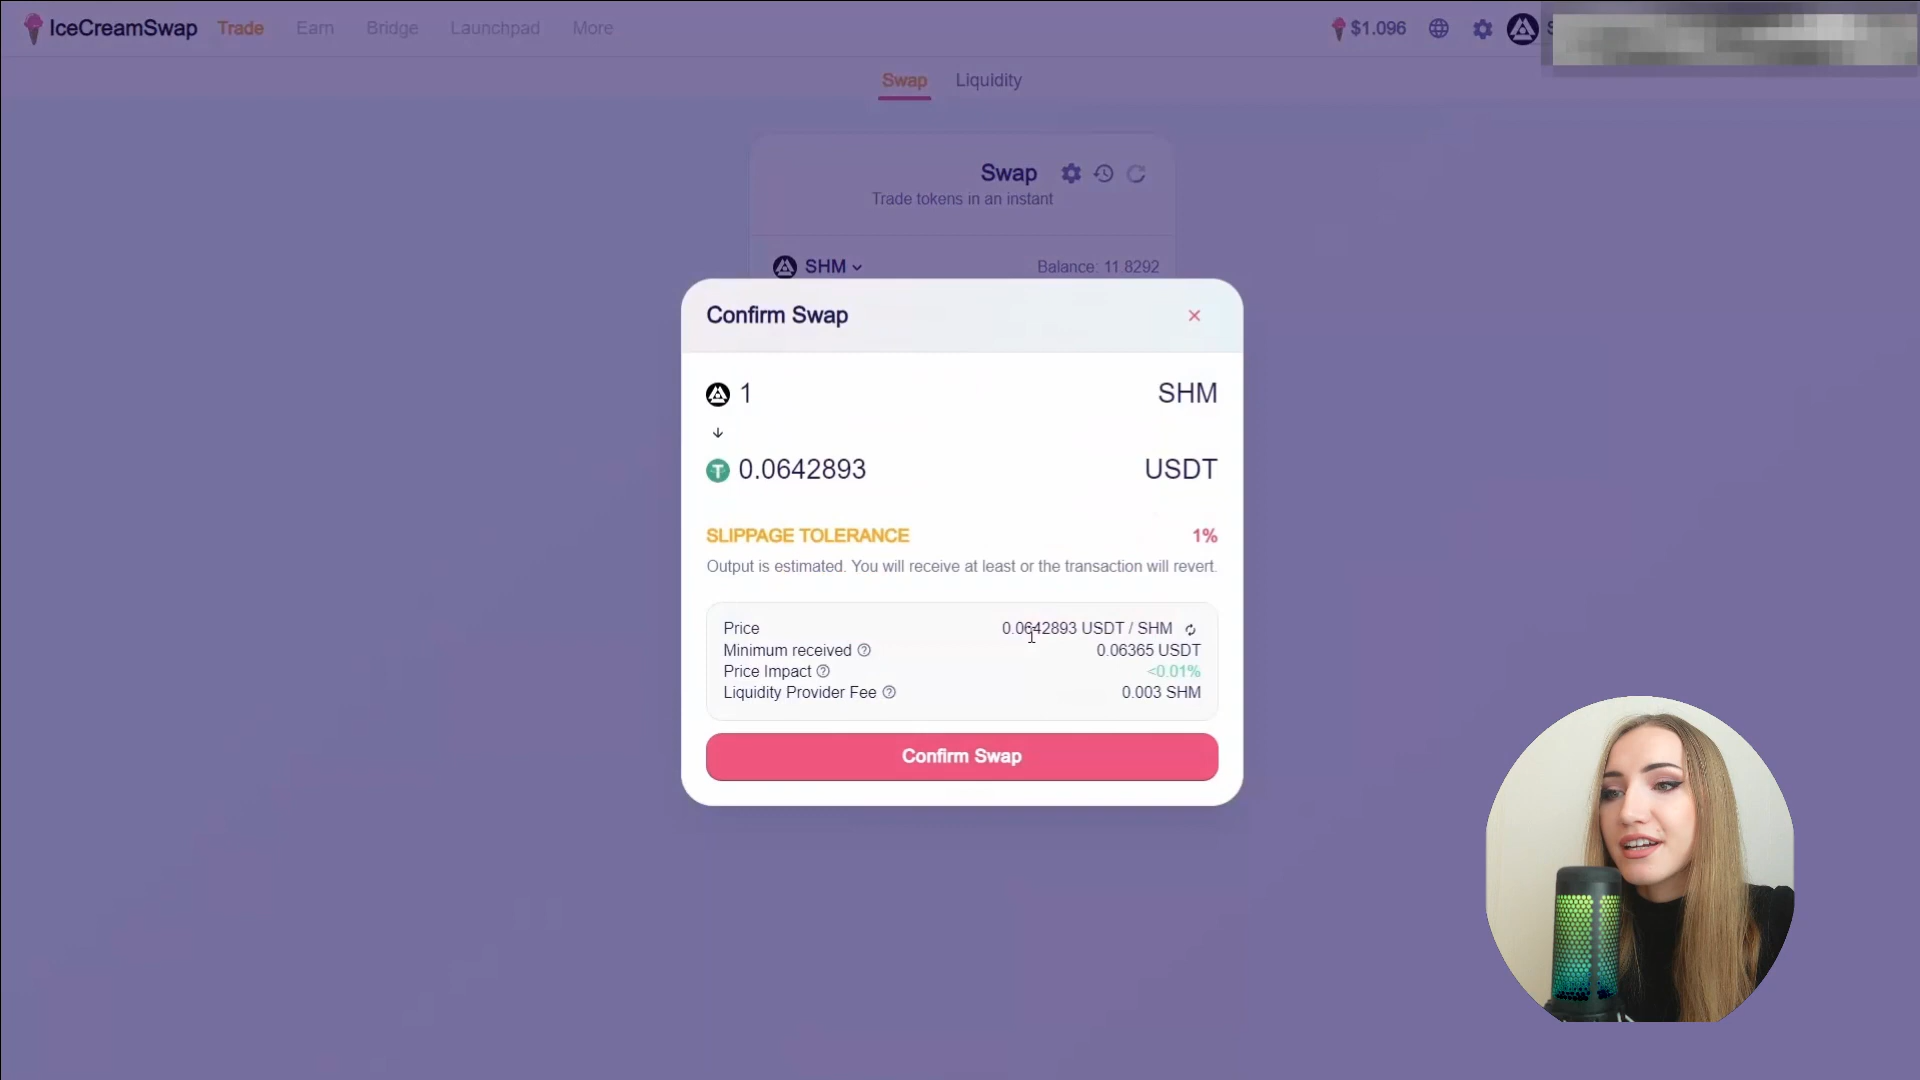 IceCreamSwap Trade Earn Bridge Launchpad More $1.096
Swap Liquidity
Swap
Trade tokens in an instant
SHM Balance: 11.8292
Confirm Swap
1 SHM
0.0642893 USDT
SLIPPAGE TOLERANCE 1%
Output is estimated. You will receive at least or the transaction will revert.
Price 0.0642893 USDT / SHM
Minimum received 0.06365 USDT
Price Impact <0.01%
Liquidity Provider Fee 0.003 SHM
Confirm Swap